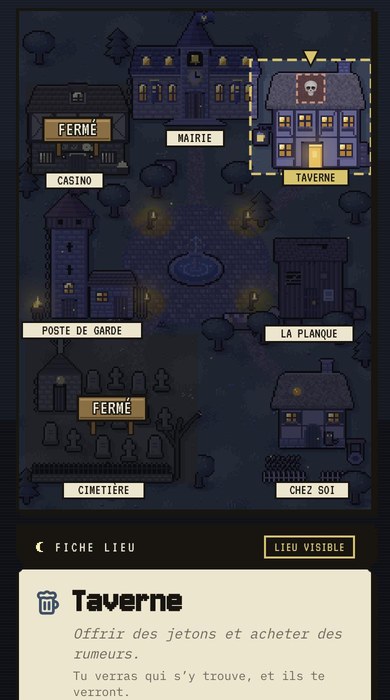 MAIRIE
FERMÉ
CASINO
TAVERNE
POSTE DE GARDE
LA PLANQUE
FERMÉ
CIMETIÈRE
CHEZ SOI
FICHE LIEU
LIEU VISIBLE
Taverne
Offrir des jetons et acheter des
rumeurs.
Tu verras qui s’y trouve, et ils te
verront.